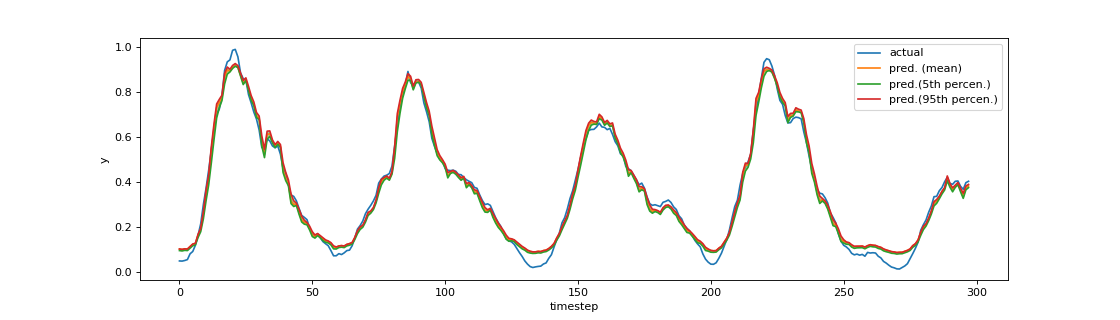 1.0
0.8
0.6
0.4
0.2
0.0
y
0 50 100 150 200 250 300
timestep
actual
pred. (mean)
pred.(5th percen.)
pred.(95th percen.)